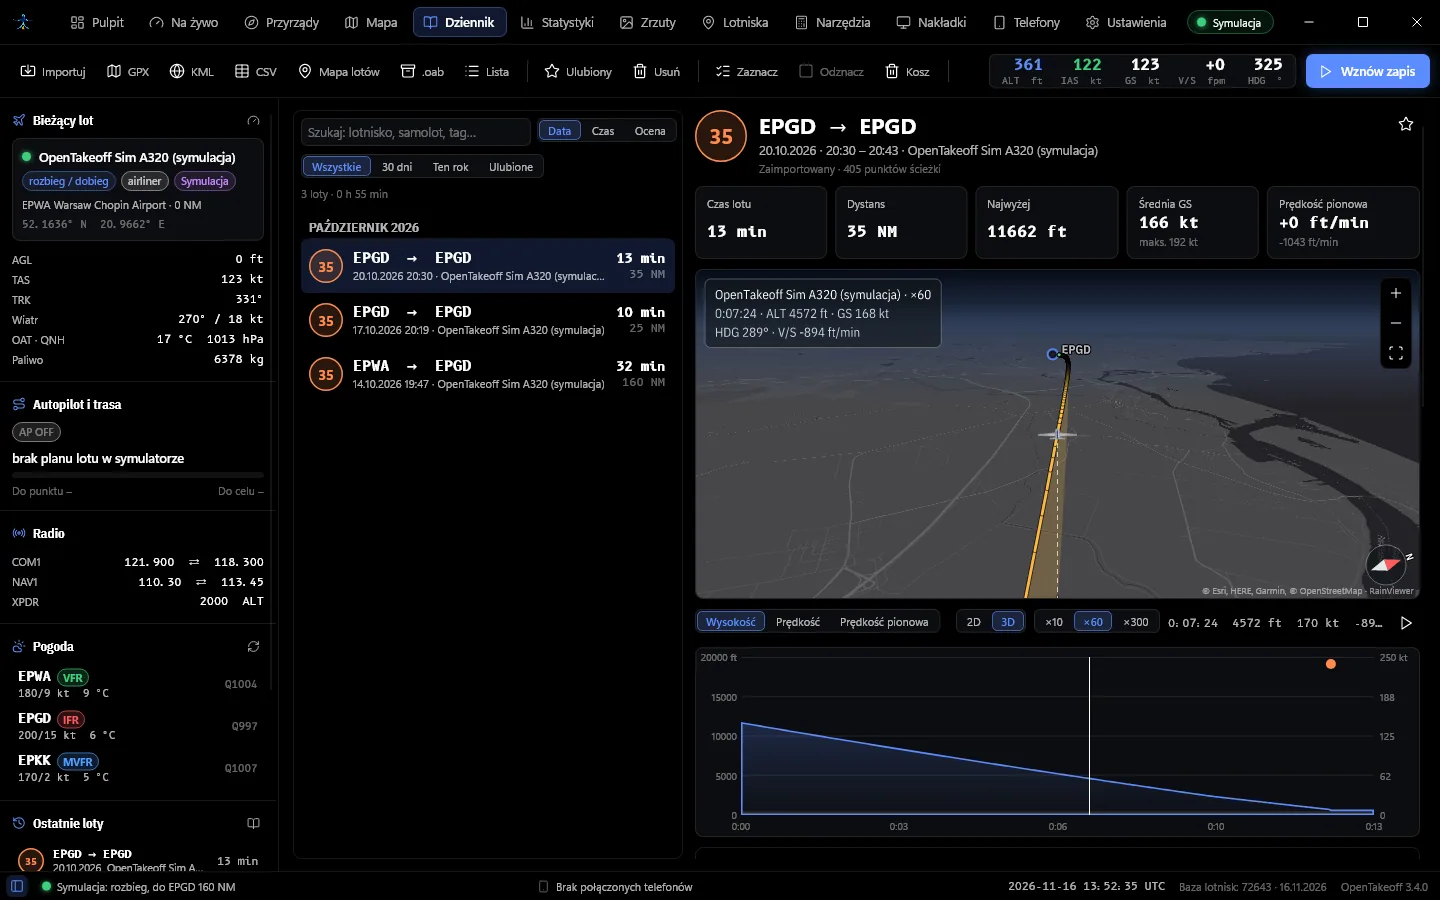 Pulpit Na żywo Przyrządy Mapa Dziennik Statystyki Zrzuty Lotniska Narzędzia Nakładki Telefony Ustawienia Symulacja
Importuj GPX KML CSV Mapa lotów .oab Lista Ulubiony Usuń Zaznacz Odznacz Kosz
361 122 123 +0 325
ALT ft IAS kt GS kt V/S fpm HDG °
Wznów zapis
Bieżący lot
OpenTakeoff Sim A320 (symulacja)
rozbieg / dobieg airliner Symulacja
EPWA Warsaw Chopin Airport · 0 NM
52.1636° N 20.9662° E
AGL 0 ft
TAS 123 kt
TRK 331°
Wiatr 270° / 18 kt
OAT · QNH 17 °C 1013 hPa
Paliwo 6378 kg
Autopilot i trasa
AP OFF
brak planu lotu w symulatorze
Do punktu – Do celu –
Radio
COM1 121.900 ⇄ 118.300
NAV1 110.30 ⇄ 113.45
XPDR 2000 ALT
Pogoda
EPWA VFR
180/9 kt 9 °C Q1004
EPGD IFR
200/15 kt 6 °C Q997
EPKK MVFR
170/2 kt 5 °C Q1007
Ostatnie loty
35 EPGD → EPGD 13 min
20.10.2026 OpenTakeoff Sim A...
Szukaj: lotnisko, samolot, tag...
Data Czas Ocena
Wszystkie 30 dni Ten rok Ulubione
3 loty · 0 h 55 min
PAŹDZIERNIK 2026
35 EPGD → EPGD 13 min
20.10.2026 20:30 · OpenTakeoff Sim A320 (symulac... 35 NM
35 EPGD → EPGD 10 min
17.10.2026 20:19 · OpenTakeoff Sim A320 (symulacja) 25 NM
35 EPWA → EPGD 32 min
14.10.2026 19:47 · OpenTakeoff Sim A320 (symulacja) 160 NM
35 EPGD → EPGD
20.10.2026 · 20:30 – 20:43 · OpenTakeoff Sim A320 (symulacja)
Zaimportowany · 405 punktów ścieżki
Czas lotu
13 min
Dystans
35 NM
Najwyżej
11662 ft
Średnia GS
166 kt
maks. 192 kt
Prędkość pionowa
+0 ft/min
-1043 ft/min
OpenTakeoff Sim A320 (symulacja) · ×60
0:07:24 · ALT 4572 ft · GS 168 kt
HDG 289° · V/S -894 ft/min
EPGD
N
© Esri, HERE, Garmin, © OpenStreetMap · RainViewer
Wysokość Prędkość Prędkość pionowa 2D 3D ×10 ×60 ×300 0:07:24 4572 ft 170 kt -89...
20000 ft 250 kt
15000 188
10000 125
5000 62
0 0
0:00 0:03 0:06 0:10 0:13
Symulacja: rozbieg, do EPGD 160 NM
Brak połączonych telefonów
2026-11-16 13:52:35 UTC Baza lotnisk: 72643 · 16.11.2026 OpenTakeoff 3.4.0